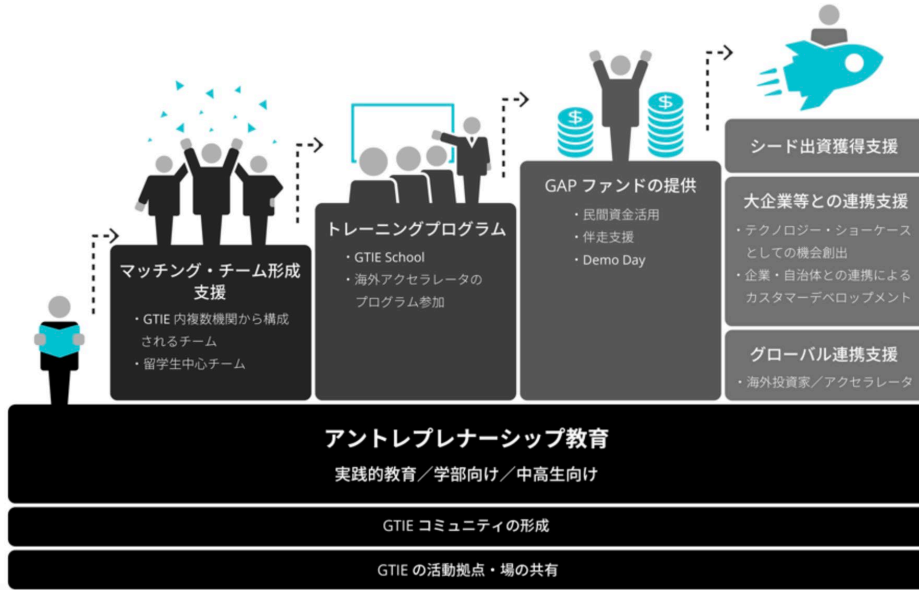 マッチング・チーム形成
支援
・GTIE 内複数機関から構成
されるチーム
・留学生中心チーム
トレーニングプログラム
・GTIE School
・海外アクセラレータの
プログラム参加
GAP ファンドの提供
・民間資金活用
・伴走支援
・Demo Day
シード出資獲得支援
大企業等との連携支援
・テクノロジー・ショーケース
としての機会創出
・企業・自治体との連携による
カスタマーデベロップメント
グローバル連携支援
・海外投資家／アクセラレータ
アントレプレナーシップ教育
実践的教育／学部向け／中高生向け
GTIE コミュニティの形成
GTIE の活動拠点・場の共有